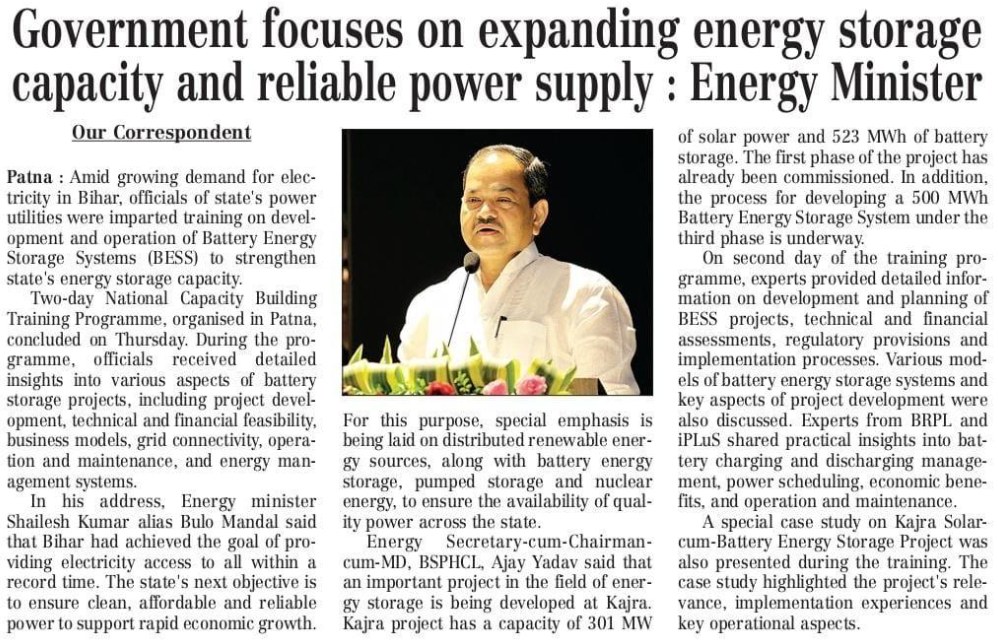 Government focuses on expanding energy storage
capacity and reliable power supply : Energy Minister
Our Correspondent
Patna : Amid growing demand for elec-
tricity in Bihar, officials of state's power
utilities were imparted training on devel-
opment and operation of Battery Energy
Storage Systems (BESS) to strengthen
state's energy storage capacity.
Two-day National Capacity Building
Training Programme, organised in Patna,
concluded on Thursday. During the pro-
gramme, officials received detailed
insights into various aspects of battery
storage projects, including project devel-
opment, technical and financial feasibility,
business models, grid connectivity, opera-
tion and maintenance, and energy man-
agement systems.
In his address, Energy minister
Shailesh Kumar alias Bulo Mandal said
that Bihar had achieved the goal of pro-
viding electricity access to all within a
record time. The state's next objective is
to ensure clean, affordable and reliable
power to support rapid economic growth.
For this purpose, special emphasis is
being laid on distributed renewable ener-
gy sources, along with battery energy
storage, pumped storage and nuclear
energy, to ensure the availability of qual-
ity power across the state.
Energy Secretary-cum-Chairman-
cum-MD, BSPHCL, Ajay Yadav said that
an important project in the field of ener-
gy storage is being developed at Kajra.
Kajra project has a capacity of 301 MW
of solar power and 523 MWh of battery
storage. The first phase of the project has
already been commissioned. In addition,
the process for developing a 500 MWh
Battery Energy Storage System under the
third phase is underway.
On second day of the training pro-
gramme, experts provided detailed infor-
mation on development and planning of
BESS projects, technical and financial
assessments, regulatory provisions and
implementation processes. Various mod-
els of battery energy storage systems and
key aspects of project development were
also discussed. Experts from BRPL and
iPLuS shared practical insights into bat-
tery charging and discharging manage-
ment, power scheduling, economic bene-
fits, and operation and maintenance.
A special case study on Kajra Solar-
cum-Battery Energy Storage Project was
also presented during the training. The
case study highlighted the project's rele-
vance, implementation experiences and
key operational aspects.